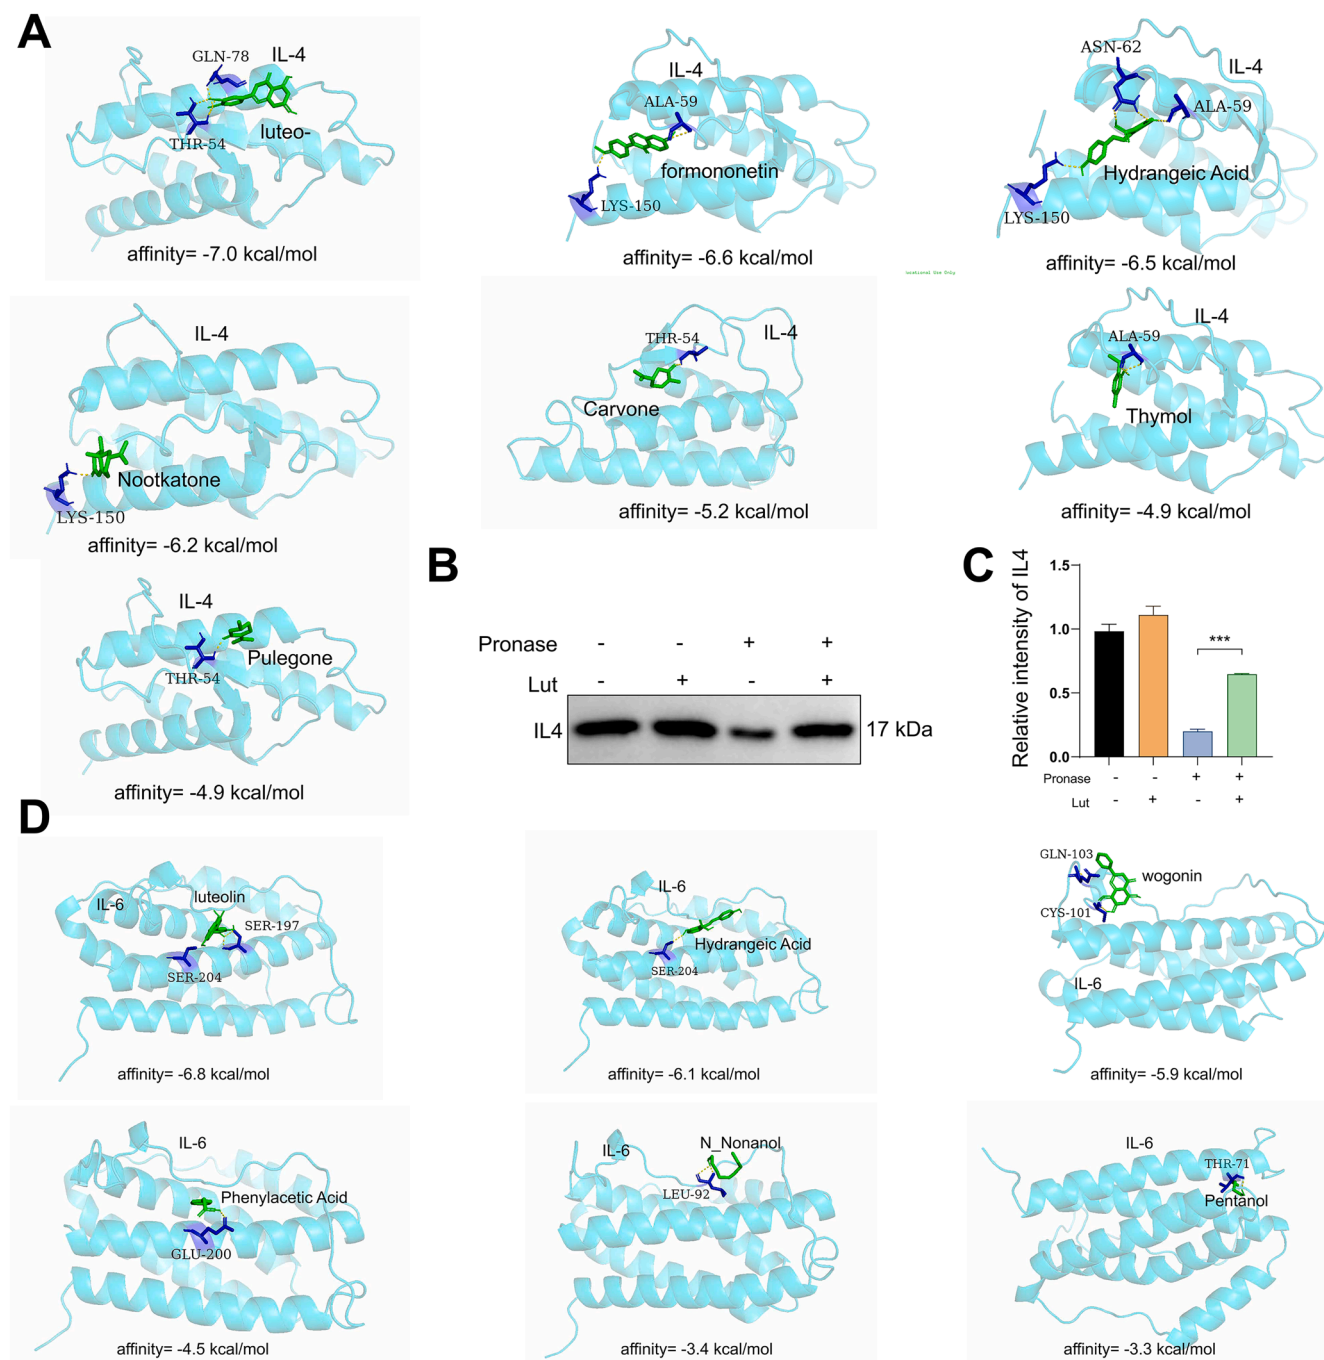 A
GLN-78
IL-4
THR-54
luteo-
affinity= -7.0 kcal/mol
IL-4
ALA-59
formononetin
LYS-150
affinity= -6.6 kcal/mol
ASN-62
IL-4
ALA-59
Hydrangeic Acid
LYS-150
affinity= -6.5 kcal/mol
IL-4
Nootkatone
LYS-150
affinity= -6.2 kcal/mol
THR-54
IL-4
Carvone
affinity= -5.2 kcal/mol
IL-4
ALA-59
Thymol
affinity= -4.9 kcal/mol
IL-4
Pulegone
THR-54
affinity= -4.9 kcal/mol
B
Pronase - - + +
Lut - + - +
IL4 17 kDa
C
Relative intensity of IL4
1.5
1.0
0.5
0.0
***
Pronase - - + +
Lut - + - +
D
luteolin
IL-6
SER-197
SER-204
affinity= -6.8 kcal/mol
IL-6
Hydrangeic Acid
SER-204
affinity= -6.1 kcal/mol
GLN-103
wogonin
CYS-101
IL-6
affinity= -5.9 kcal/mol
IL-6
Phenylacetic Acid
GLU-200
affinity= -4.5 kcal/mol
N_Nonanol
IL-6
LEU-92
affinity= -3.4 kcal/mol
IL-6
THR-71
Pentanol
affinity= -3.3 kcal/mol